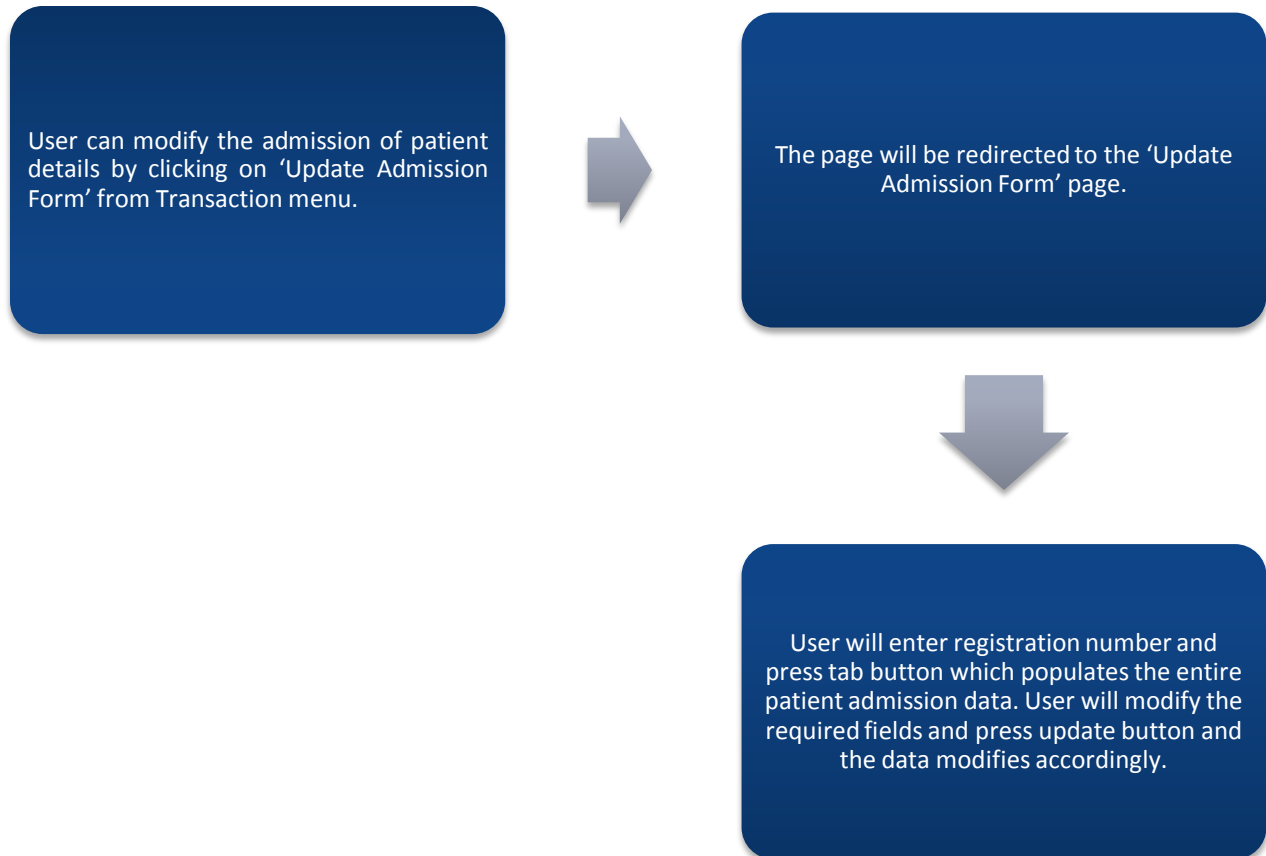 User can modify the admission of patient
details by clicking on ‘Update Admission
Form’ from Transaction menu.
The page will be redirected to the ‘Update
Admission Form’ page.
User will enter registration number and
press tab button which populates the entire
patient admission data. User will modify the
required fields and press update button and
the data modifies accordingly.